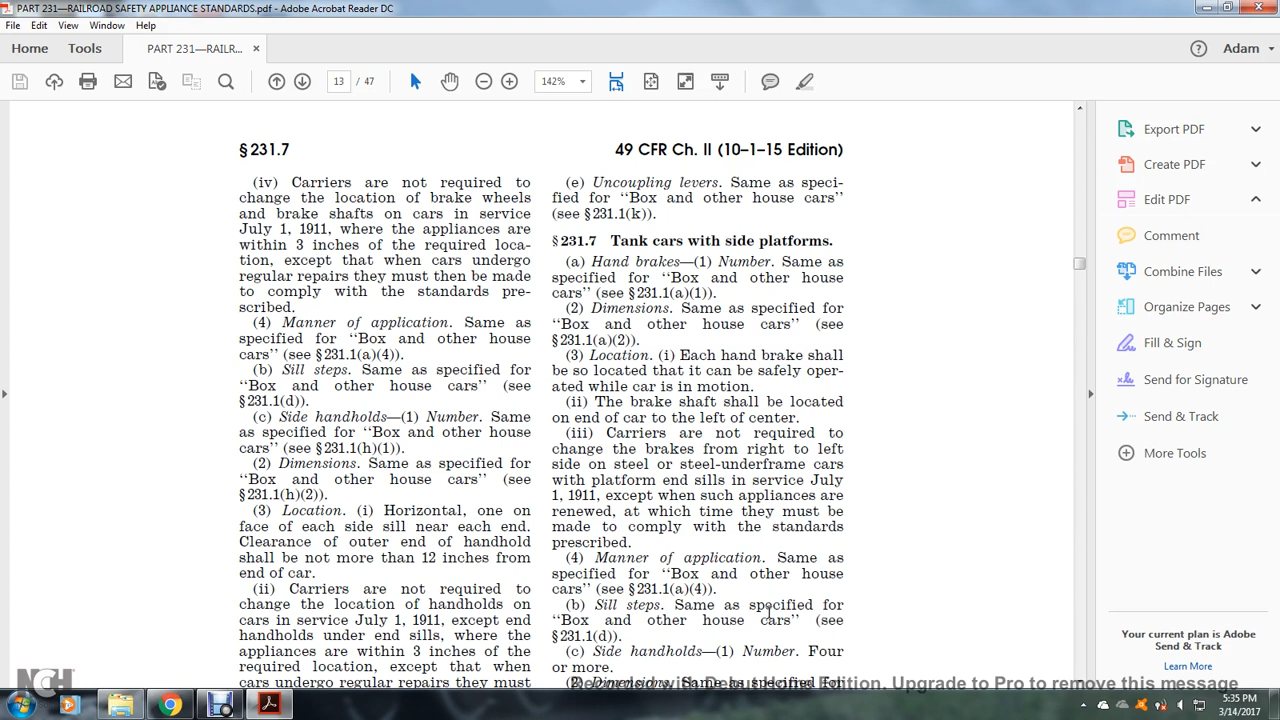 PART 231—RAILROAD SAFETY APPLIANCE STANDARDS.pdf - Adobe Acrobat Reader DC
File Edit View Window Help
Home Tools PART 231—RAILR... ×
Adam
13 / 47
142%
§ 231.7
49 CFR Ch. II (10–1–15 Edition)
(iv) Carriers are not required to
change the location of brake wheels
and brake shafts on cars in service
July 1, 1911, where the appliances are
within 3 inches of the required loca-
tion, except that when cars undergo
regular repairs they must then be made
to comply with the standards pre-
scribed.
(4) Manner of application. Same as
specified for ‘‘Box and other house
cars’’ (see §231.1(a)(4)).
(b) Sill steps. Same as specified for
‘‘Box and other house cars’’ (see
§231.1(d)).
(c) Side handholds—(1) Number. Same
as specified for ‘‘Box and other house
cars’’ (see §231.1(h)(1)).
(2) Dimensions. Same as specified for
‘‘Box and other house cars’’ (see
§231.1(h)(2)).
(3) Location. (i) Horizontal, one on
face of each side sill near each end.
Clearance of outer end of handhold
shall be not more than 12 inches from
end of car.
(ii) Carriers are not required to
change the location of handholds on
cars in service July 1, 1911, except end
handholds under end sills, where the
appliances are within 3 inches of the
required location, except that when
cars undergo regular repairs they must
(e) Uncoupling levers. Same as speci-
fied for ‘‘Box and other house cars’’
(see §231.1(k)).
§231.7 Tank cars with side platforms.
(a) Hand brakes—(1) Number. Same as
specified for ‘‘Box and other house
cars’’ (see §231.1(a)(1)).
(2) Dimensions. Same as specified for
‘‘Box and other house cars’’ (see
§231.1(a)(2)).
(3) Location. (i) Each hand brake shall
be so located that it can be safely oper-
ated while car is in motion.
(ii) The brake shaft shall be located
on end of car to the left of center.
(iii) Carriers are not required to
change the brakes from right to left
side on steel or steel-underframe cars
with platform end sills in service July
1, 1911, except when such appliances are
renewed, at which time they must be
made to comply with the standards
prescribed.
(4) Manner of application. Same as
specified for ‘‘Box and other house
cars’’ (see §231.1(a)(4)).
(b) Sill steps. Same as specified for
‘‘Box and other house cars’’ (see
§231.1(d)).
(c) Side handholds—(1) Number. Four
or more.
(2) Dimensions. Same as specified for
Export PDF
Create PDF
Edit PDF
Comment
Combine Files
Organize Pages
Fill & Sign
Send for Signature
Send & Track
More Tools
Your current plan is Adobe
Send & Track
Learn More
NCH
Recorded with Debut Home Edition. Upgrade to Pro to remove this message
5:35 PM
3/14/2017